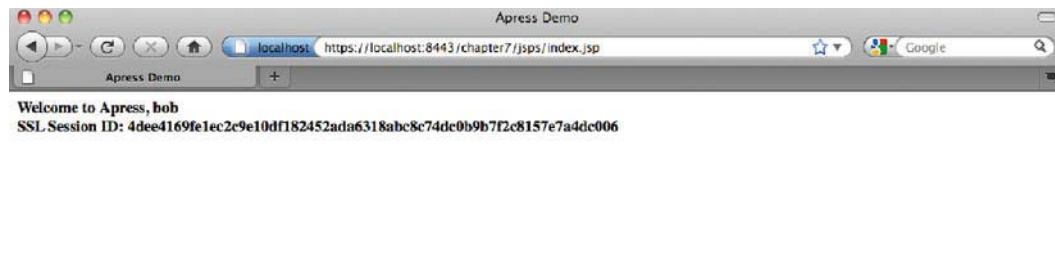 Apress Demo
localhost https://localhost:8443/chapter7/jsps/index.jsp
Google
Apress Demo
Welcome to Apress, bob
SSL Session ID: 4dee4169fe1ec2c9e10df182452ada6318abc8c74dc0b9b7f2c8157e7a4dc006